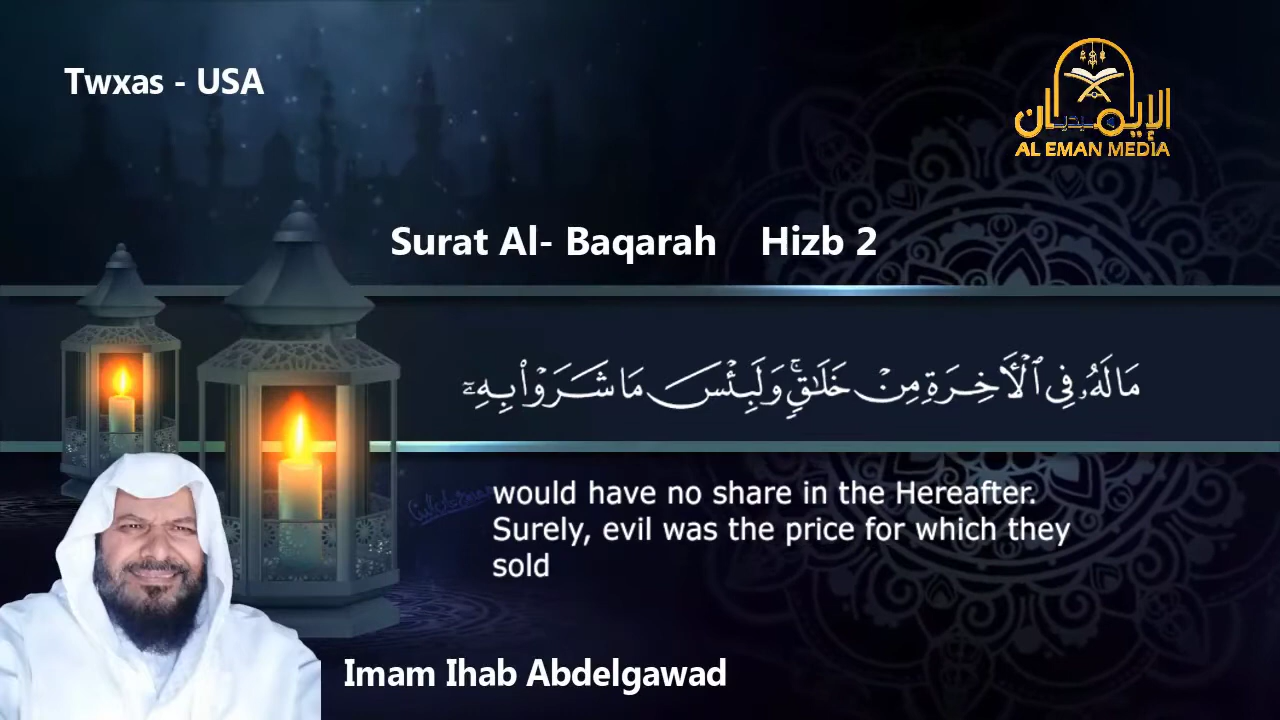 Twxas - USA
الإيمان
ميديا
AL EMAN MEDIA
Surat Al- Baqarah Hizb 2
مَا لَهُۥ فِى ٱلْأَخِرَةِ مِنْ خَلَٰقٍۚ وَلَبِئْسَ مَا شَرَوْا۟ بِهِۦٓ
would have no share in the Hereafter.
Surely, evil was the price for which they
sold
Imam Ihab Abdelgawad